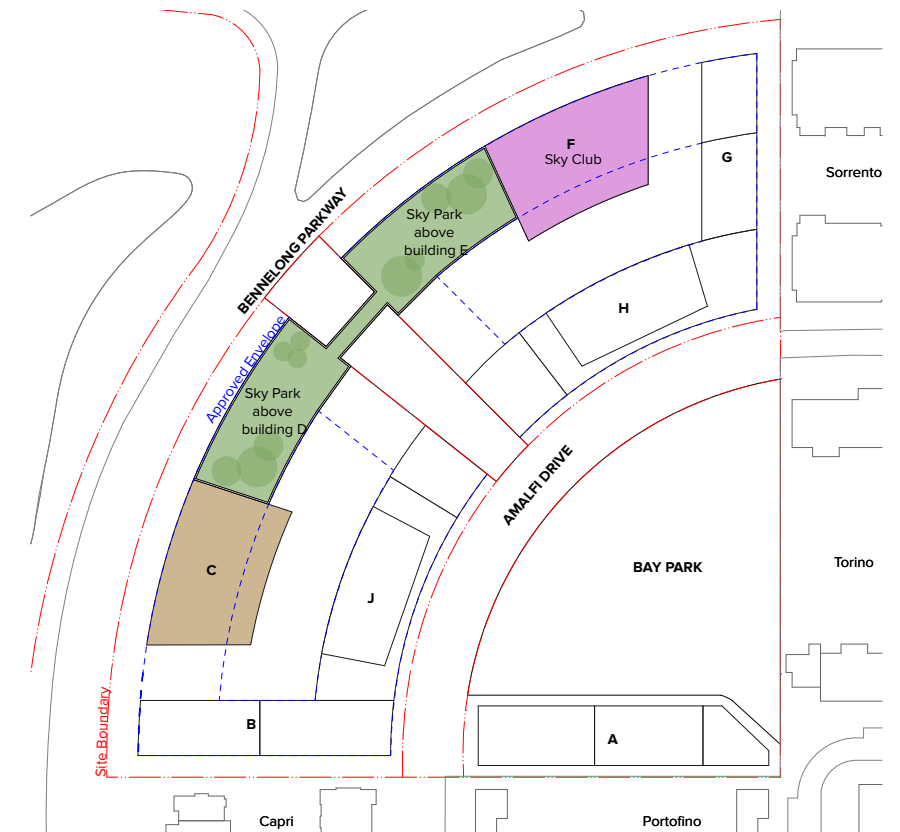 F
Sky Club
G
Sorrento
BENNELONG PARKWAY
Sky Park
above
building E
H
Approved Envelope
Sky Park
above
building D
AMALFI DRIVE
C
BAY PARK
Torino
J
Site Boundary
B
A
Capri
Portofino